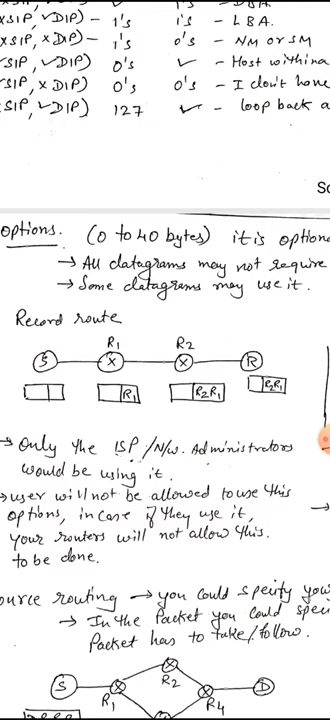 xSIP, ✓DIP) - 1's 1's - LBA.
xSIP, xDIP) - 1's 0's - NM or SM
SIP, ✓DIP) 0's ✓ - Host within a
SIP, xDIP) 0's 0's - I don't have
SIP, ✓DIP) 127 ✓ - loop back a
Sc
options. (0 to 40 bytes) it is optiona
→ All datagrams may not require
→ Some datagrams may use it.
Record route
R1 R2
S x x R
R1 R2R1 R2R1
→ Only the ISP/N/w. Administrators
would be using it.
→ user will not be allowed to use this
options, in case if they use it,
your routers will not allow this.
to be done.
ource routing → you could specify your
→ In the packet you could speci
Packet has to take/follow.
S x R1 x R2 x R4 D